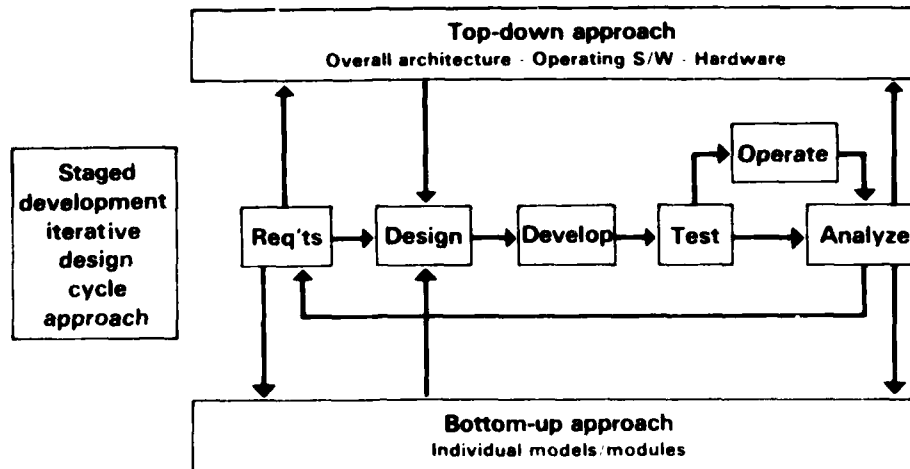 Top-down approach
Overall architecture - Operating S/W - Hardware
Staged
development
iterative
design
cycle
approach
Operate
Req'ts
Design
Develop
Test
Analyze
Bottom-up approach
Individual models/modules